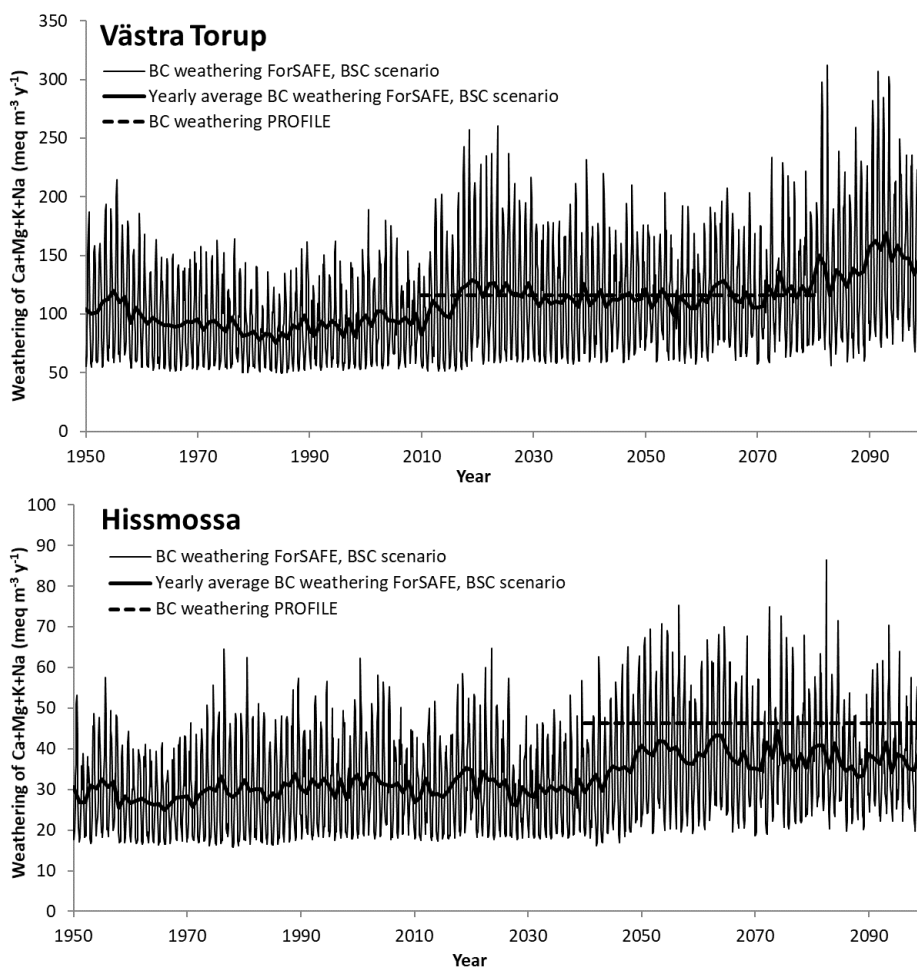 Västra Torup
BC weathering ForSAFE, BSC scenario
Yearly average BC weathering ForSAFE, BSC scenario
BC weathering PROFILE
Weathering of Ca+Mg+K+Na (meq m⁻³ y⁻¹)
350
300
250
200
150
100
50
0
1950 1970 1990 2010 2030 2050 2070 2090
Year
Hissmossa
BC weathering ForSAFE, BSC scenario
Yearly average BC weathering ForSAFE, BSC scenario
BC weathering PROFILE
Weathering of Ca+Mg+K+Na (meq m⁻³ y⁻¹)
100
90
80
70
60
50
40
30
20
10
0
1950 1970 1990 2010 2030 2050 2070 2090
Year